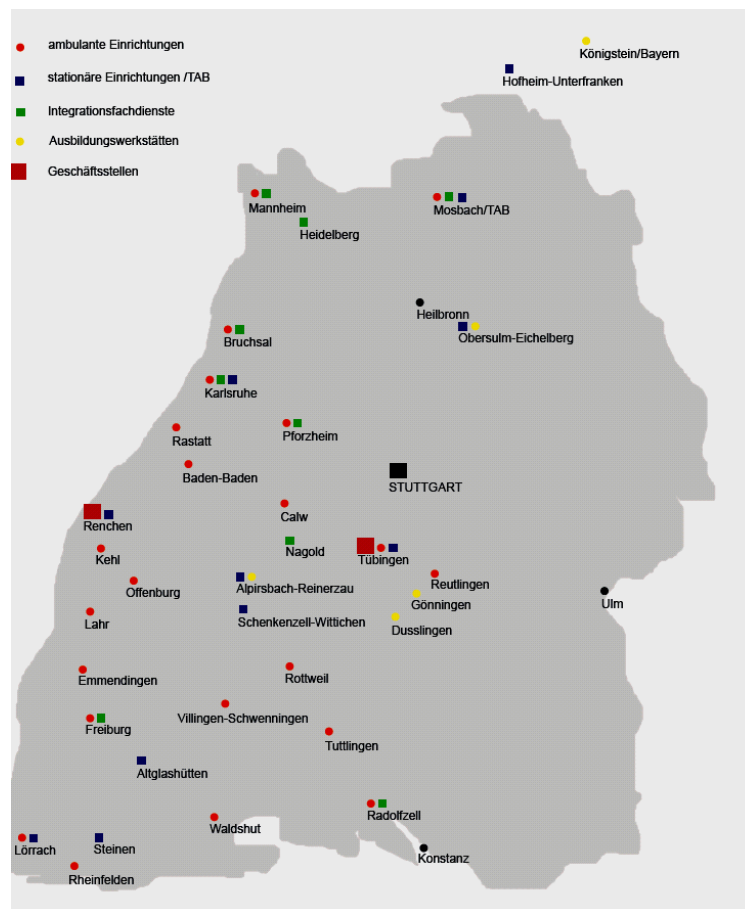 ambulante Einrichtungen
stationäre Einrichtungen /TAB
Integrationsfachdienste
Ausbildungswerkstätten
Geschäftsstellen
Königstein/Bayern
Hofheim-Unterfranken
Mannheim
Mosbach/TAB
Heidelberg
Heilbronn
Obersulm-Eichelberg
Bruchsal
Karlsruhe
Rastatt
Pforzheim
Baden-Baden
STUTTGART
Calw
Renchen
Nagold
Tübingen
Kehl
Offenburg
Alpirsbach-Reinerzau
Reutlingen
Gönningen
Ulm
Lahr
Schenkenzell-Wittichen
Dusslingen
Emmendingen
Rottweil
Villingen-Schwenningen
Freiburg
Tuttlingen
Altglashütten
Radolfzell
Waldshut
Lörrach
Steinen
Konstanz
Rheinfelden